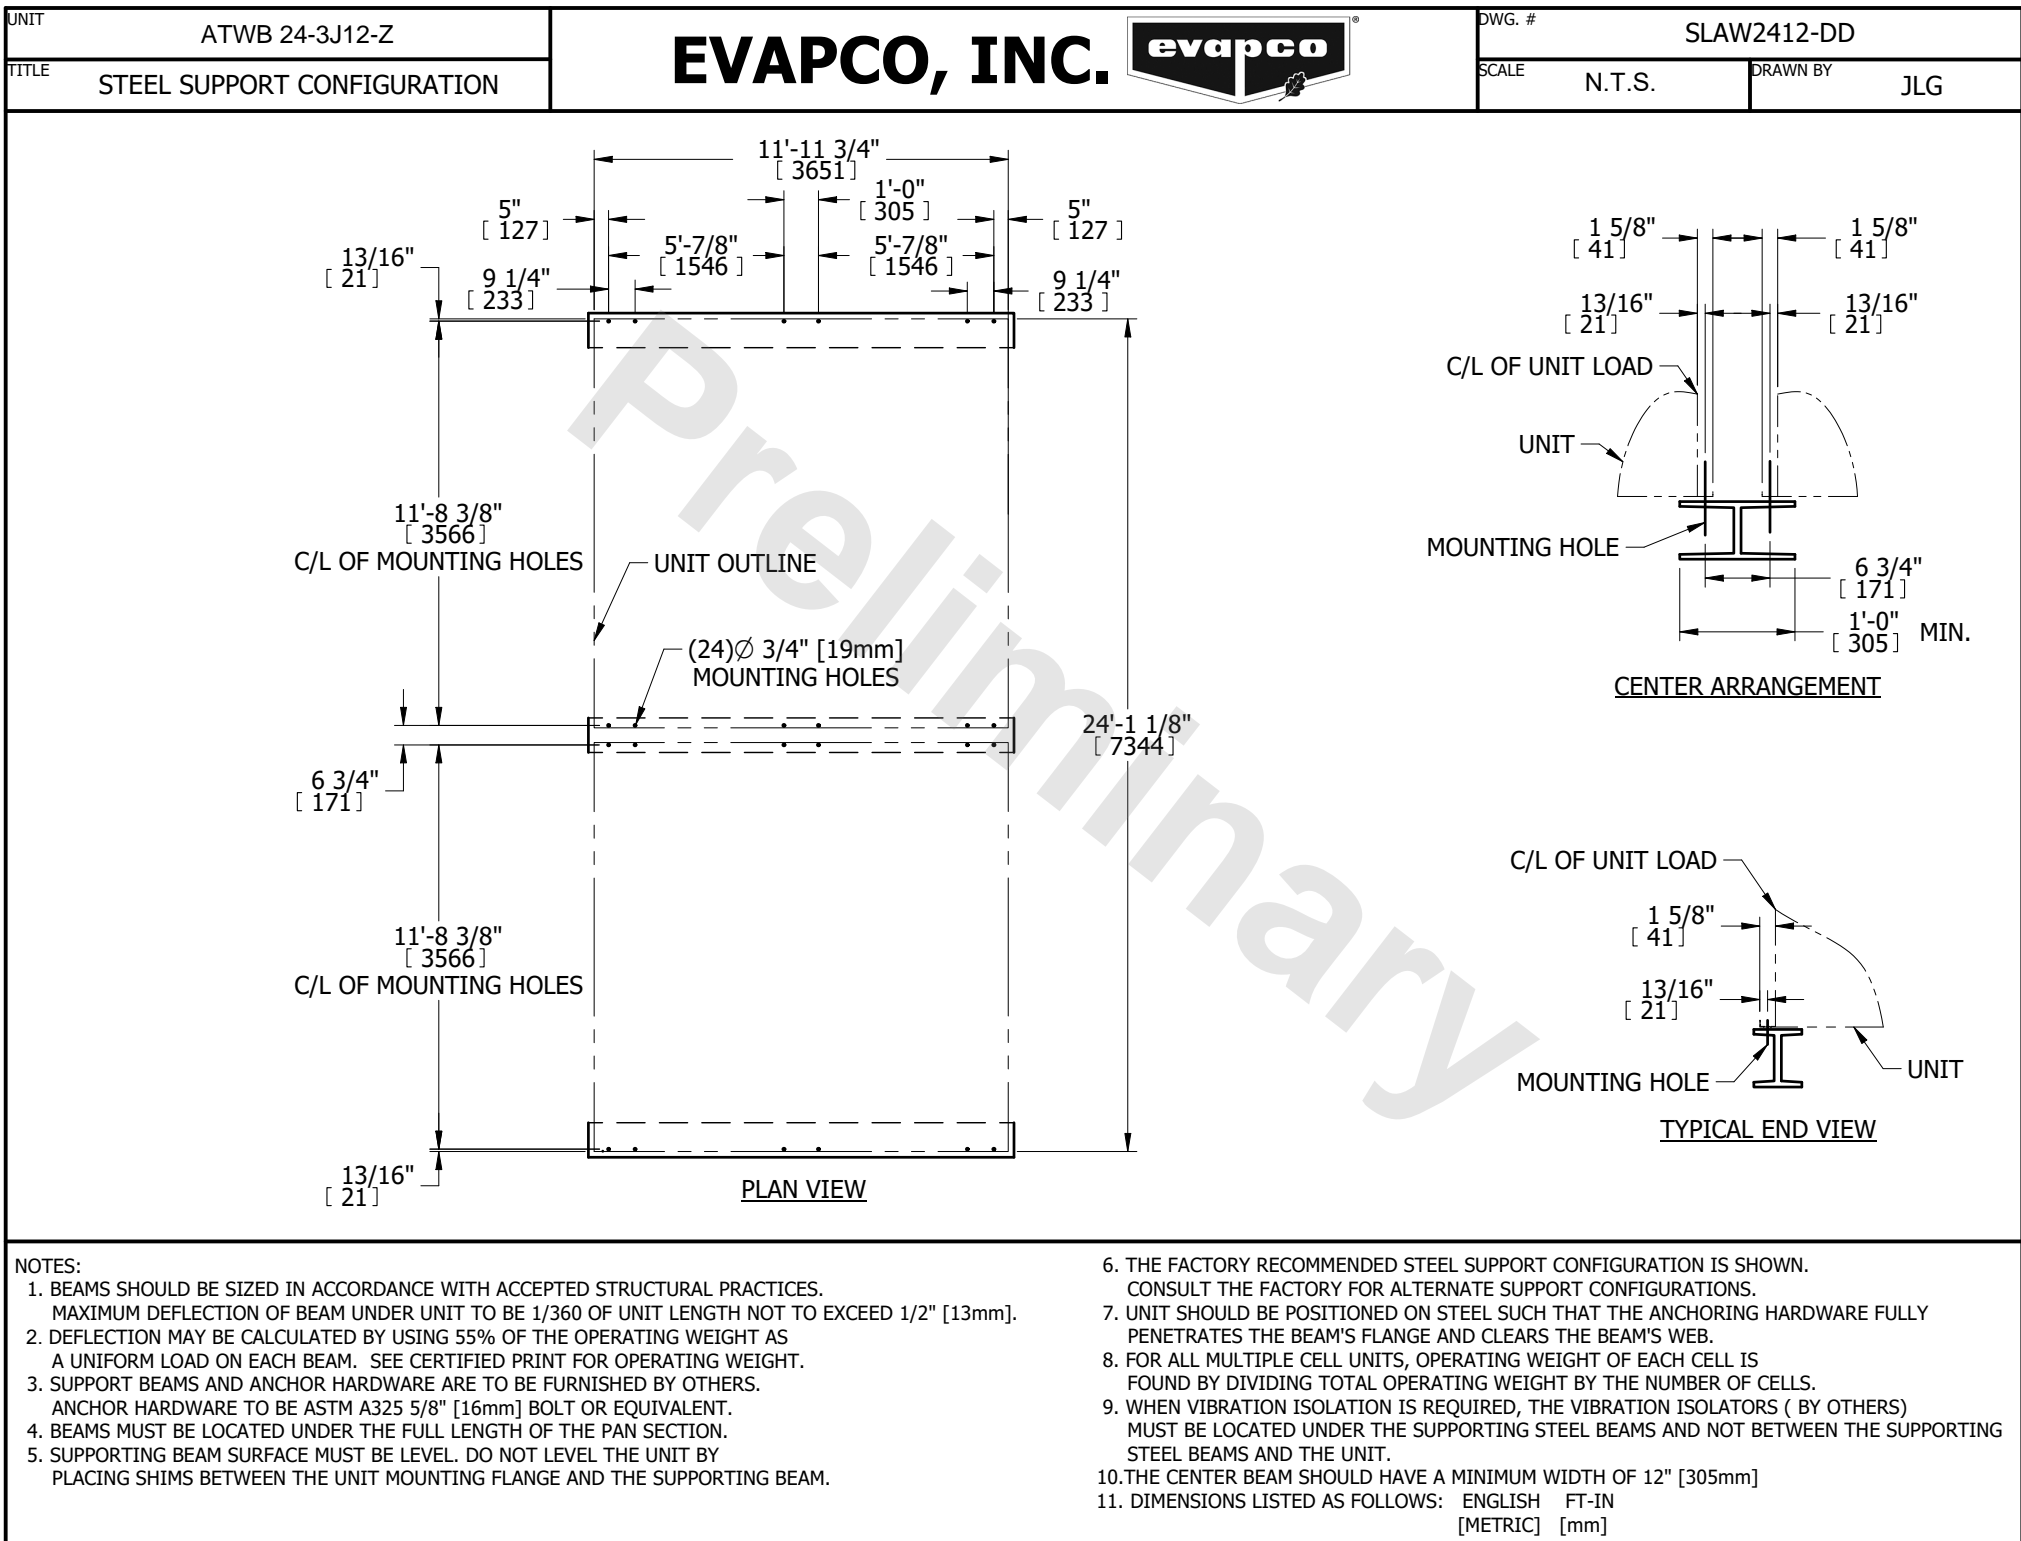 UNIT
ATWB 24-3J12-Z
TITLE
STEEL SUPPORT CONFIGURATION
EVAPCO, INC.
evapco
®
DWG. #
SLAW2412-DD
SCALE
N.T.S.
DRAWN BY
JLG
11'-11 3/4"
[ 3651 ]
1'-0"
[ 305 ]
5"
[ 127 ]
5"
[ 127 ]
5'-7/8"
[ 1546 ]
5'-7/8"
[ 1546 ]
13/16"
[ 21 ]
9 1/4"
[ 233 ]
9 1/4"
[ 233 ]
11'-8 3/8"
[ 3566 ]
C/L OF MOUNTING HOLES
UNIT OUTLINE
(24)∅ 3/4" [19mm]
MOUNTING HOLES
24'-1 1/8"
[ 7344 ]
6 3/4"
[ 171 ]
11'-8 3/8"
[ 3566 ]
C/L OF MOUNTING HOLES
13/16"
[ 21 ]
PLAN VIEW
Preliminary
1 5/8"
[ 41 ]
1 5/8"
[ 41 ]
13/16"
[ 21 ]
13/16"
[ 21 ]
C/L OF UNIT LOAD
UNIT
MOUNTING HOLE
6 3/4"
[ 171 ]
1'-0"
[ 305 ] MIN.
CENTER ARRANGEMENT
C/L OF UNIT LOAD
1 5/8"
[ 41 ]
13/16"
[ 21 ]
MOUNTING HOLE
UNIT
TYPICAL END VIEW
NOTES:
1. BEAMS SHOULD BE SIZED IN ACCORDANCE WITH ACCEPTED STRUCTURAL PRACTICES.
MAXIMUM DEFLECTION OF BEAM UNDER UNIT TO BE 1/360 OF UNIT LENGTH NOT TO EXCEED 1/2" [13mm].
2. DEFLECTION MAY BE CALCULATED BY USING 55% OF THE OPERATING WEIGHT AS
A UNIFORM LOAD ON EACH BEAM. SEE CERTIFIED PRINT FOR OPERATING WEIGHT.
3. SUPPORT BEAMS AND ANCHOR HARDWARE ARE TO BE FURNISHED BY OTHERS.
ANCHOR HARDWARE TO BE ASTM A325 5/8" [16mm] BOLT OR EQUIVALENT.
4. BEAMS MUST BE LOCATED UNDER THE FULL LENGTH OF THE PAN SECTION.
5. SUPPORTING BEAM SURFACE MUST BE LEVEL. DO NOT LEVEL THE UNIT BY
PLACING SHIMS BETWEEN THE UNIT MOUNTING FLANGE AND THE SUPPORTING BEAM.
6. THE FACTORY RECOMMENDED STEEL SUPPORT CONFIGURATION IS SHOWN.
CONSULT THE FACTORY FOR ALTERNATE SUPPORT CONFIGURATIONS.
7. UNIT SHOULD BE POSITIONED ON STEEL SUCH THAT THE ANCHORING HARDWARE FULLY
PENETRATES THE BEAM'S FLANGE AND CLEARS THE BEAM'S WEB.
8. FOR ALL MULTIPLE CELL UNITS, OPERATING WEIGHT OF EACH CELL IS
FOUND BY DIVIDING TOTAL OPERATING WEIGHT BY THE NUMBER OF CELLS.
9. WHEN VIBRATION ISOLATION IS REQUIRED, THE VIBRATION ISOLATORS ( BY OTHERS)
MUST BE LOCATED UNDER THE SUPPORTING STEEL BEAMS AND NOT BETWEEN THE SUPPORTING
STEEL BEAMS AND THE UNIT.
10.THE CENTER BEAM SHOULD HAVE A MINIMUM WIDTH OF 12" [305mm]
11. DIMENSIONS LISTED AS FOLLOWS: ENGLISH FT-IN
[METRIC] [mm]